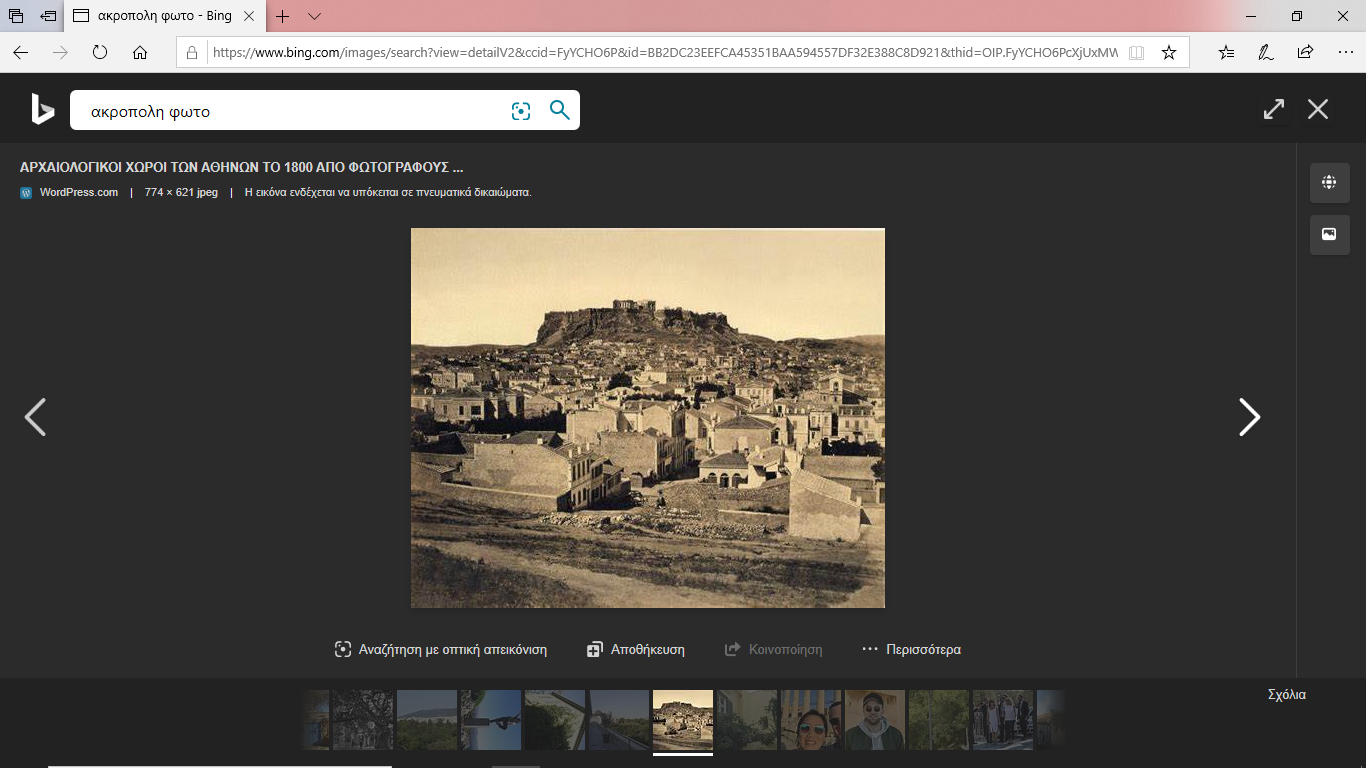 ακροπολη φωτο - Bing
https://www.bing.com/images/search?view=detailV2&ccid=FyYCHO6P&id=BB2DC23EEFCA45351BAA594557DF32E388C8D921&thid=OIP.FyYCHO6PcXjUxMW
ακροπολη φωτο
ΑΡΧΑΙΟΛΟΓΙΚΟΙ ΧΩΡΟΙ ΤΩΝ ΑΘΗΝΩΝ ΤΟ 1800 ΑΠΟ ΦΩΤΟΓΡΑΦΟΥΣ ...
WordPress.com | 774 × 621 jpeg | Η εικόνα ενδέχεται να υπόκειται σε πνευματικά δικαιώματα.
Αναζήτηση με οπτική απεικόνιση Αποθήκευση Κοινοποίηση Περισσότερα
Σχόλια